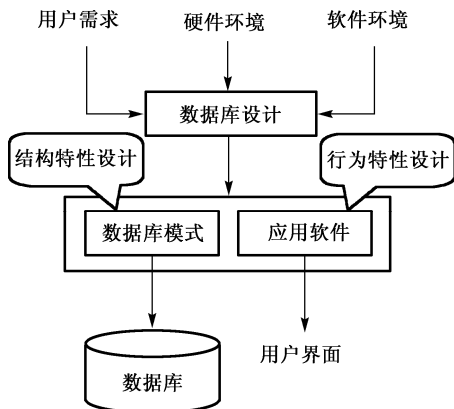 用户需求
硬件环境
软件环境
数据库设计
结构特性设计
行为特性设计
数据库模式
应用软件
用户界面
数据库